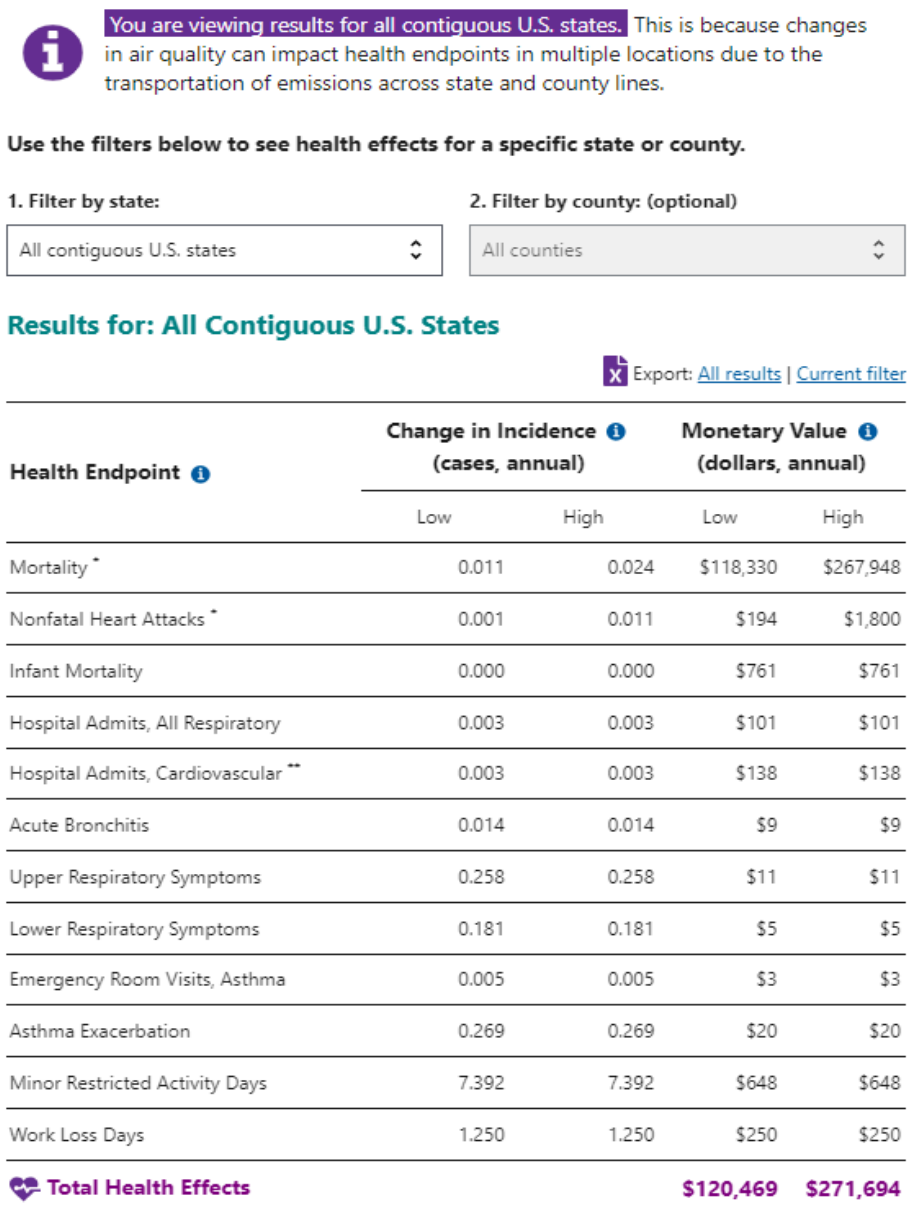 You are viewing results for all contiguous U.S. states. This is because changes
in air quality can impact health endpoints in multiple locations due to the
transportation of emissions across state and county lines.
Use the filters below to see health effects for a specific state or county.
1. Filter by state: 2. Filter by county: (optional)
All contiguous U.S. states All counties
Results for: All Contiguous U.S. States
Export: All results | Current filter
Change in Incidence Monetary Value
Health Endpoint (cases, annual) (dollars, annual)
Low High Low High
Mortality * 0.011 0.024 $118,330 $267,948
Nonfatal Heart Attacks * 0.001 0.011 $194 $1,800
Infant Mortality 0.000 0.000 $761 $761
Hospital Admits, All Respiratory 0.003 0.003 $101 $101
Hospital Admits, Cardiovascular ** 0.003 0.003 $138 $138
Acute Bronchitis 0.014 0.014 $9 $9
Upper Respiratory Symptoms 0.258 0.258 $11 $11
Lower Respiratory Symptoms 0.181 0.181 $5 $5
Emergency Room Visits, Asthma 0.005 0.005 $3 $3
Asthma Exacerbation 0.269 0.269 $20 $20
Minor Restricted Activity Days 7.392 7.392 $648 $648
Work Loss Days 1.250 1.250 $250 $250
Total Health Effects $120,469 $271,694